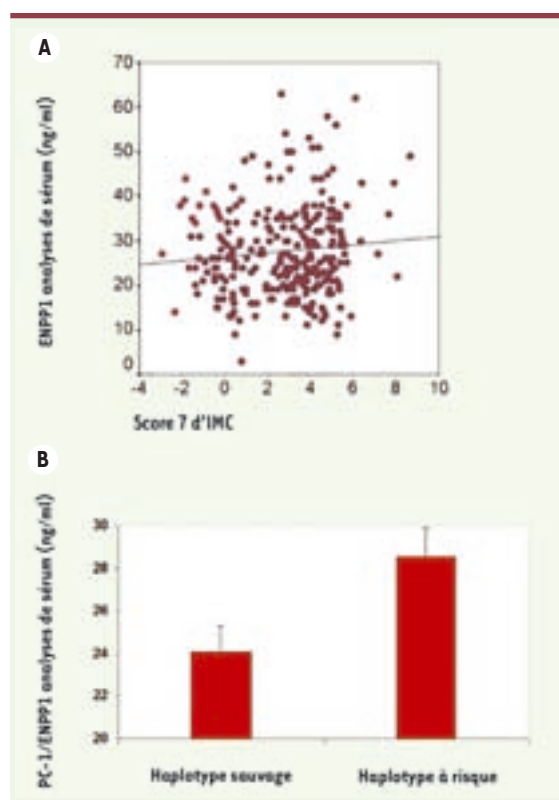 A
ENPP1 analyses de sérum (ng/ml)
70
60
50
40
30
20
10
0
-4 -2 0 2 4 6 8 10
Score 7 d'IMC
B
PC-1/ENPP1 analyses de sérum (ng/ml)
30
28
26
24
22
20
Haplotype sauvage Haplotype à risque